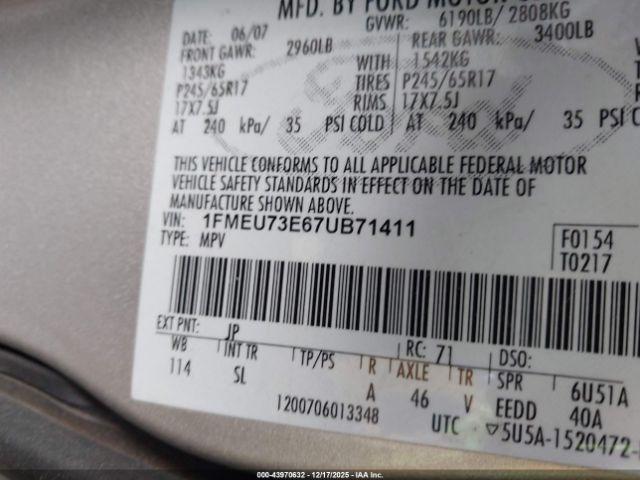 MFD. BY FORD MOTOR
DATE: 06/07 GVWR: 6190LB/ 2808KG
FRONT GAWR: 2960LB REAR GAWR: 3400LB
1343KG WITH 1542KG
P245/65R17 TIRES P245/65R17
17X7.5J RIMS 17X7.5J
AT 240 kPa/ 35 PSI COLD AT 240 kPa/ 35 PSI
THIS VEHICLE CONFORMS TO ALL APPLICABLE FEDERAL MOTOR
VEHICLE SAFETY STANDARDS IN EFFECT ON THE DATE OF
MANUFACTURE SHOWN ABOVE.
VIN: 1FMEU73E67UB71411
TYPE: MPV
F0154
T0217
EXT PNT: JP RC: 71 DSO:
WB INT TR TP/PS R AXLE TR SPR 6U51A
114 SL A 46 V EEDD 40A
1200706013348 UTC ▽5U5A-1520472-
200--43970632 - 12/17/2025 - IAA Inc.